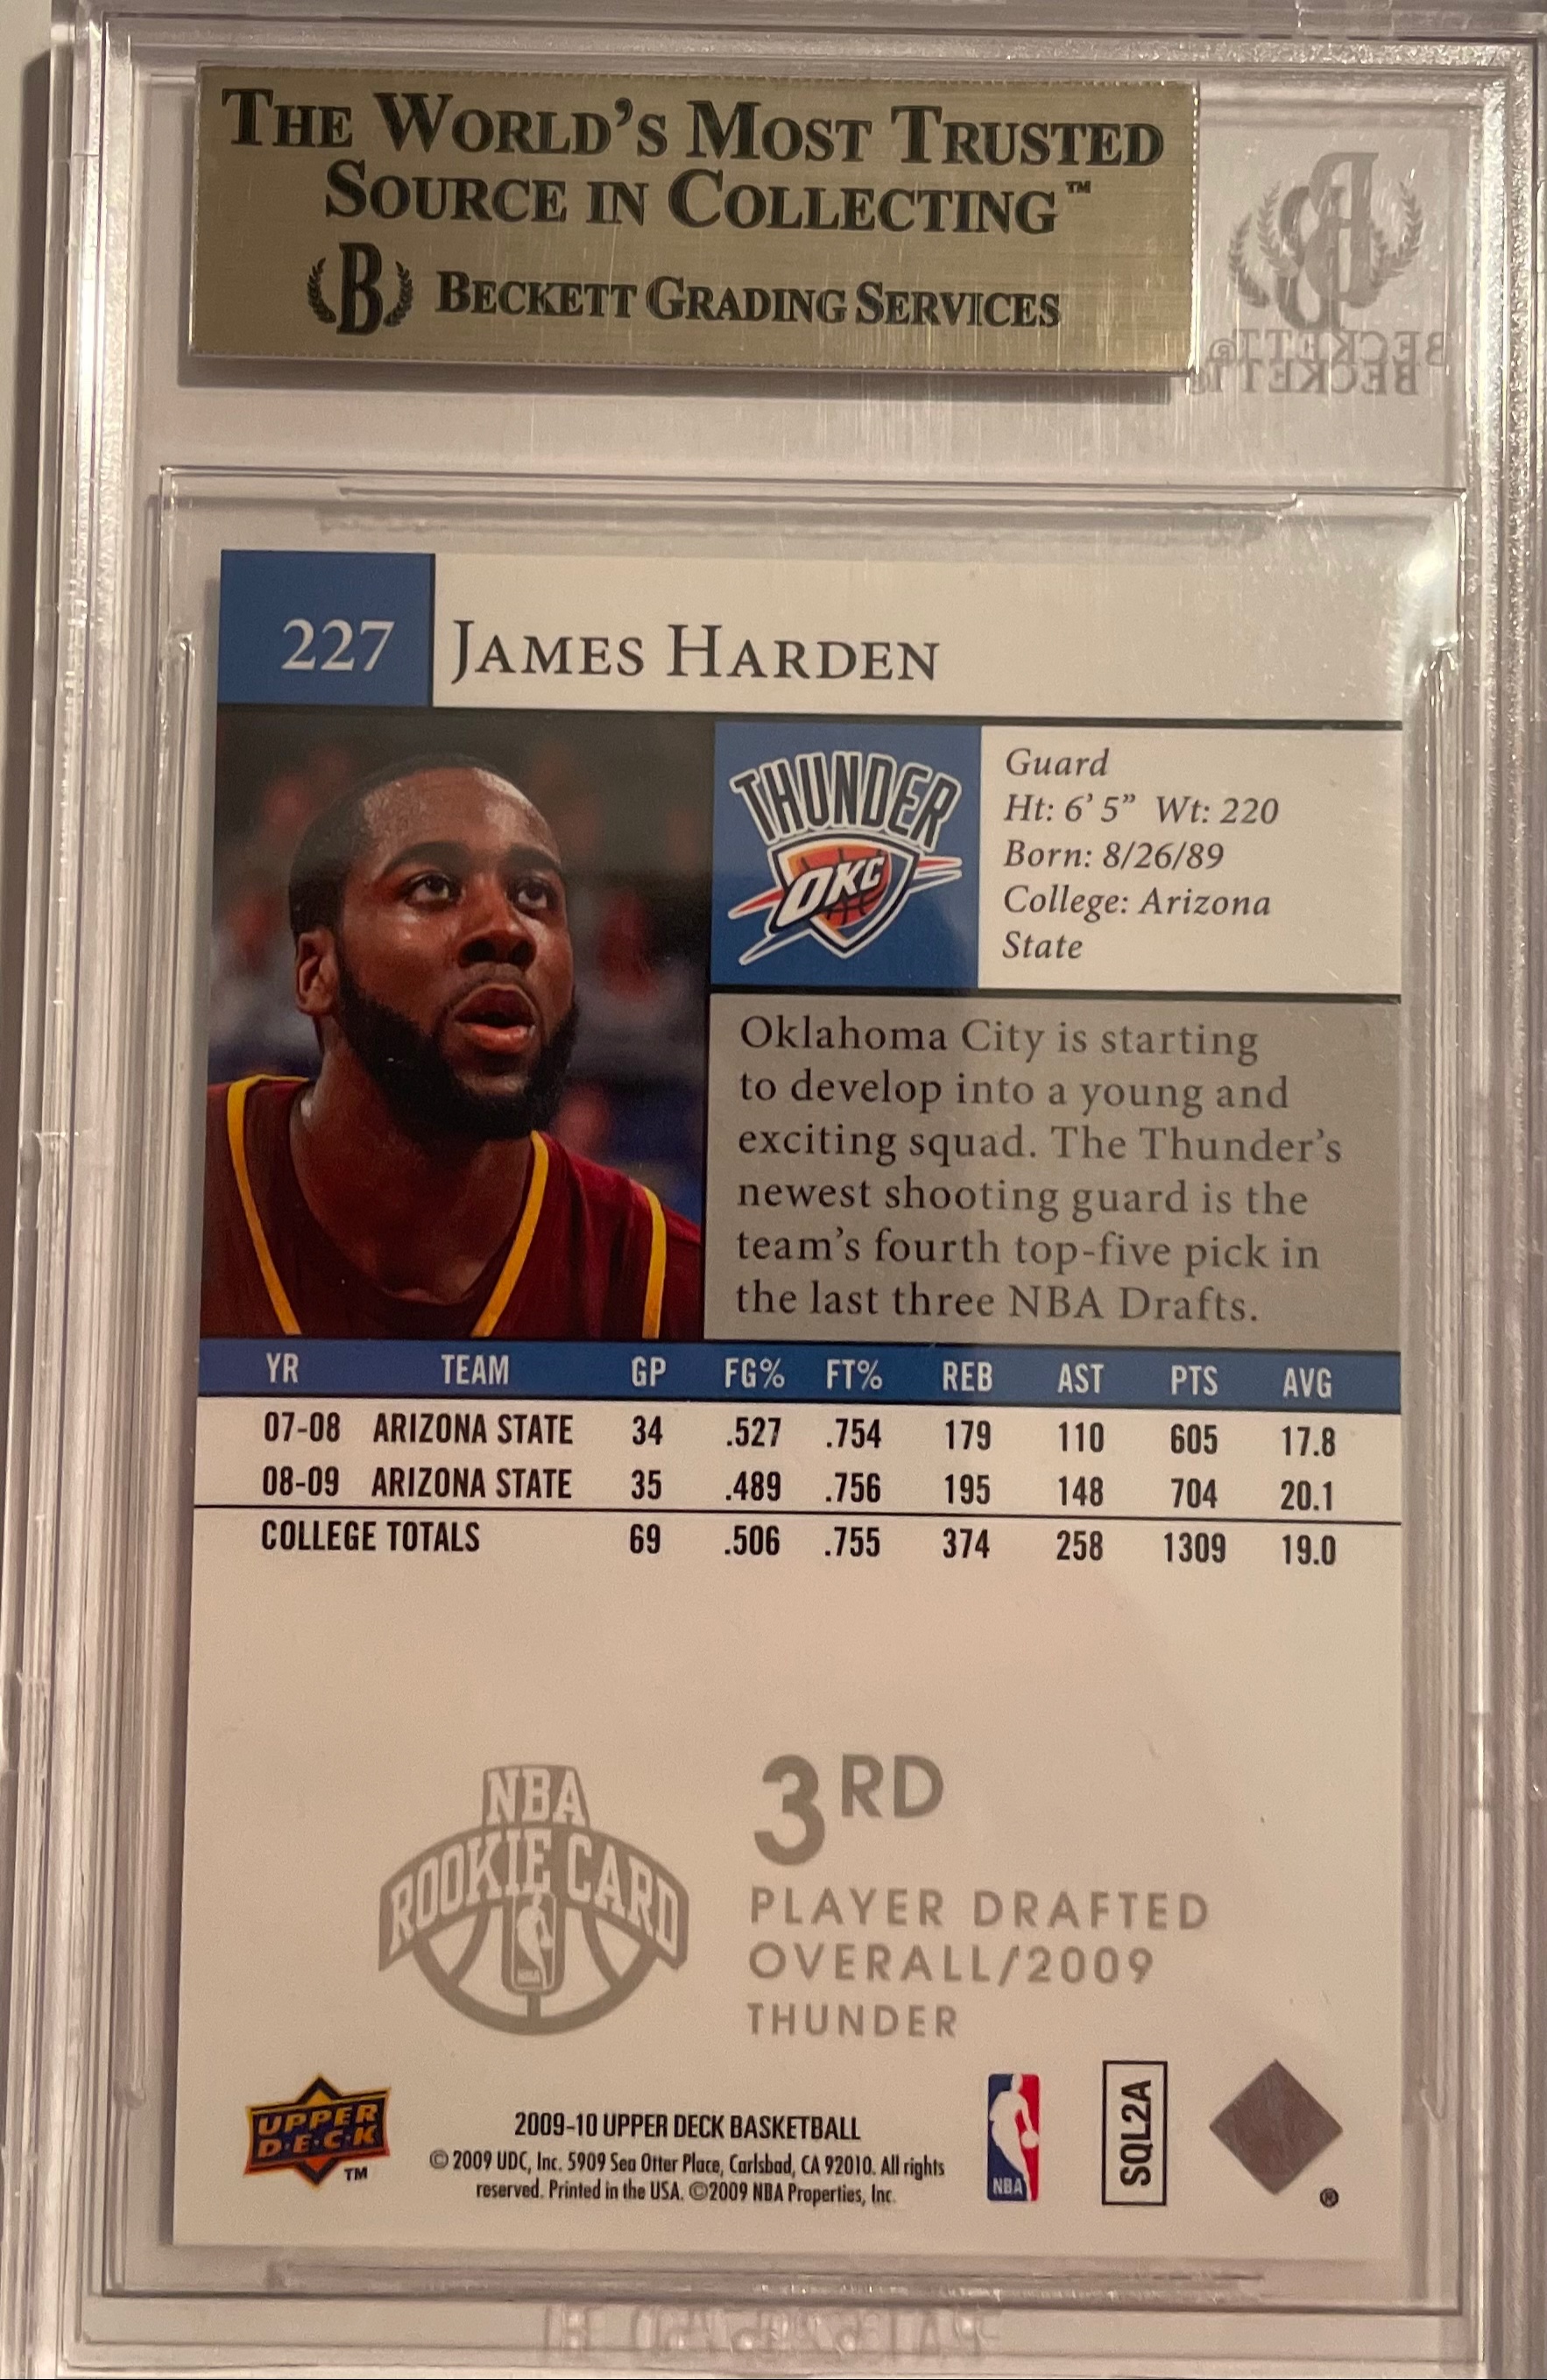 THE WORLD'S MOST TRUSTED
SOURCE IN COLLECTING™
B BECKETT GRADING SERVICES
BECKETT®
BECKETT
227 JAMES HARDEN
THUNDER
OKC
Guard
Ht: 6' 5" Wt: 220
Born: 8/26/89
College: Arizona
State
Oklahoma City is starting
to develop into a young and
exciting squad. The Thunder's
newest shooting guard is the
team's fourth top-five pick in
the last three NBA Drafts.
YR TEAM GP FG% FT% REB AST PTS AVG
07-08 ARIZONA STATE 34 .527 .754 179 110 605 17.8
08-09 ARIZONA STATE 35 .489 .756 195 148 704 20.1
COLLEGE TOTALS 69 .506 .755 374 258 1309 19.0
NBA
ROOKIE CARD
3RD
PLAYER DRAFTED
OVERALL/2009
THUNDER
UPPER
D·E·C·K
™
2009-10 UPPER DECK BASKETBALL
© 2009 UDC, Inc. 5909 Sea Otter Place, Carlsbad, CA 92010. All rights
reserved. Printed in the USA. ©2009 NBA Properties, Inc.
NBA
SQL2A
®